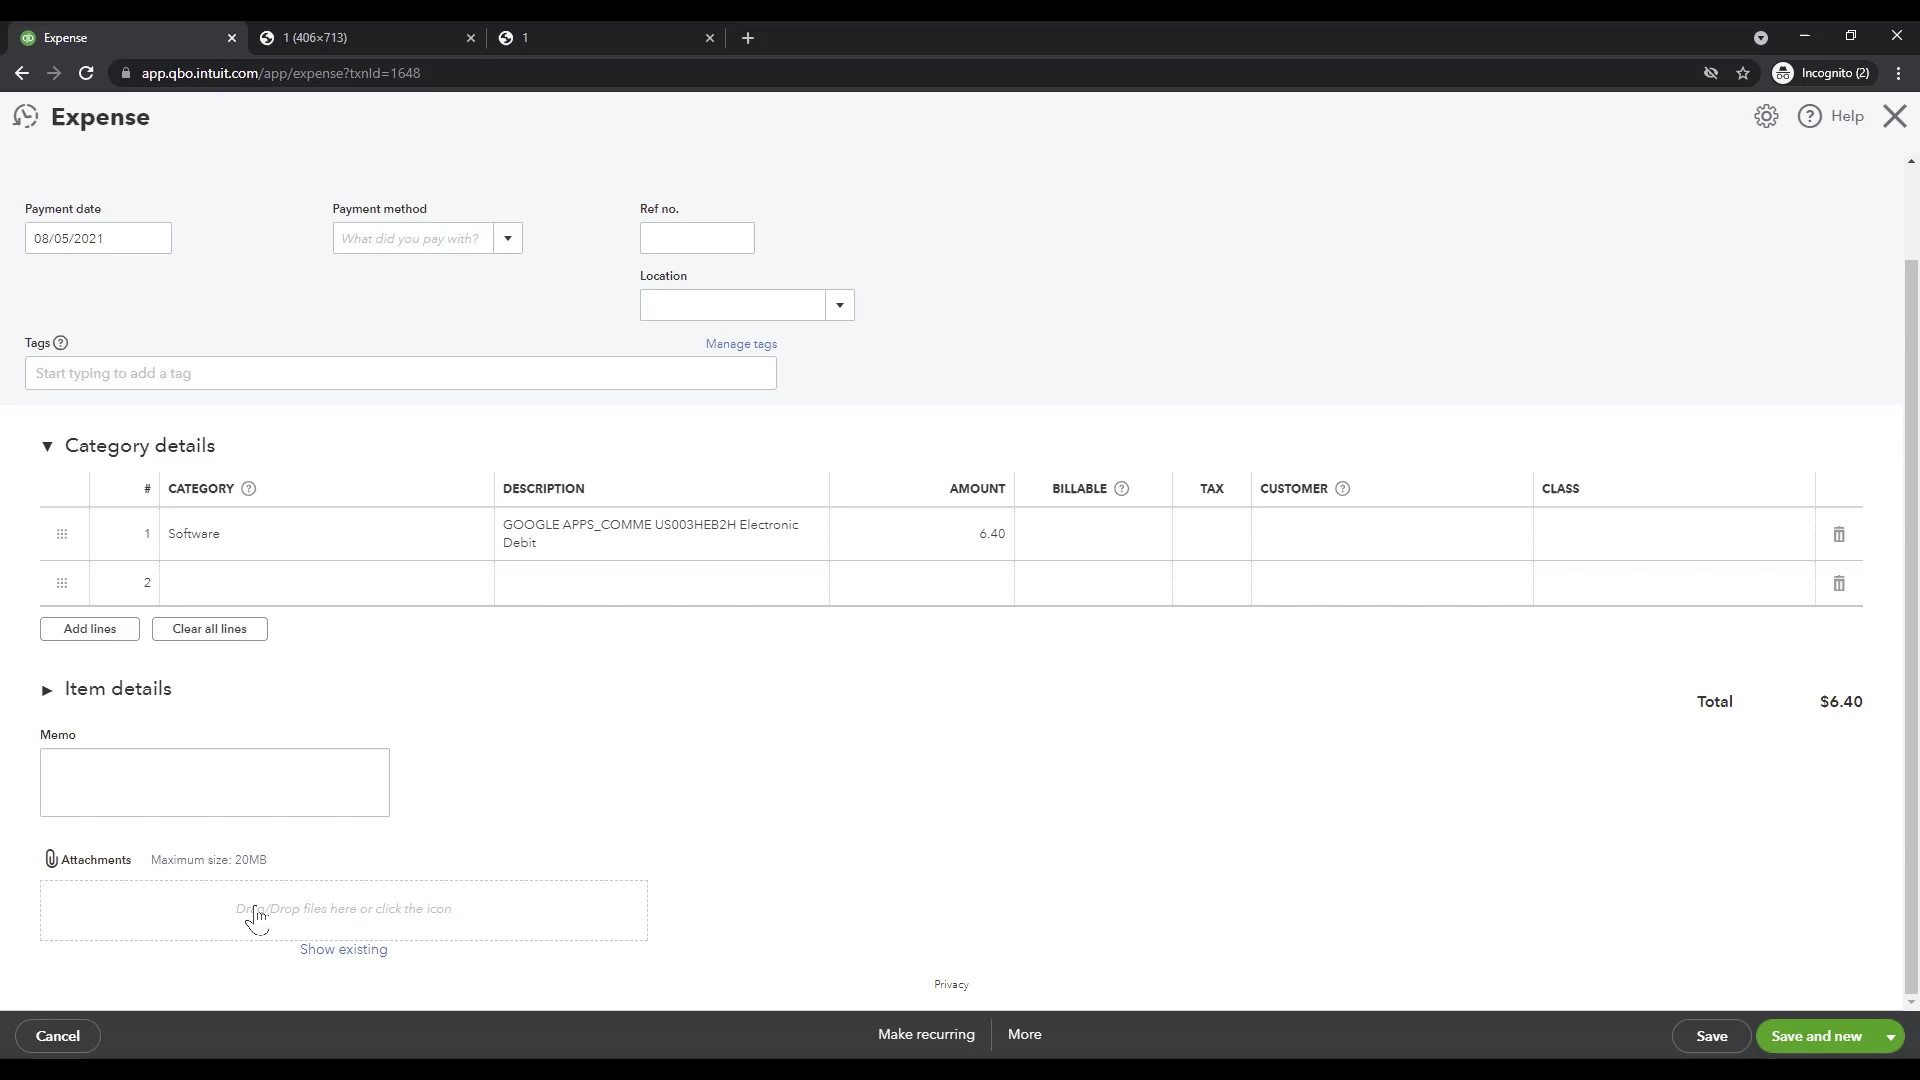 Expense
1 (406×713)
1
app.qbo.intuit.com/app/expense?txnId=1648
Incognito (2)
Expense
Help
Payment date
Payment method
Ref no.
08/05/2021
What did you pay with?
Location
Tags
Manage tags
Start typing to add a tag
Category details
# CATEGORY DESCRIPTION AMOUNT BILLABLE TAX CUSTOMER CLASS
1 Software GOOGLE APPS_COMME US003HEB2H Electronic Debit 6.40
2
Add lines
Clear all lines
Item details
Total $6.40
Memo
Attachments Maximum size: 20MB
Drag/Drop files here or click the icon
Show existing
Privacy
Cancel
Make recurring
More
Save
Save and new